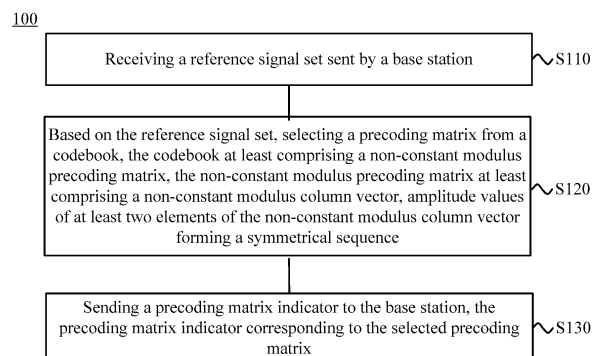 100
Receiving a reference signal set sent by a base station
S110
Based on the reference signal set, selecting a precoding matrix from a
codebook, the codebook at least comprising a non-constant modulus
precoding matrix, the non-constant modulus precoding matrix at least
comprising a non-constant modulus column vector, amplitude values
of at least two elements of the non-constant modulus column vector
forming a symmetrical sequence
S120
Sending a precoding matrix indicator to the base station, the
precoding matrix indicator corresponding to the selected precoding
matrix
S130